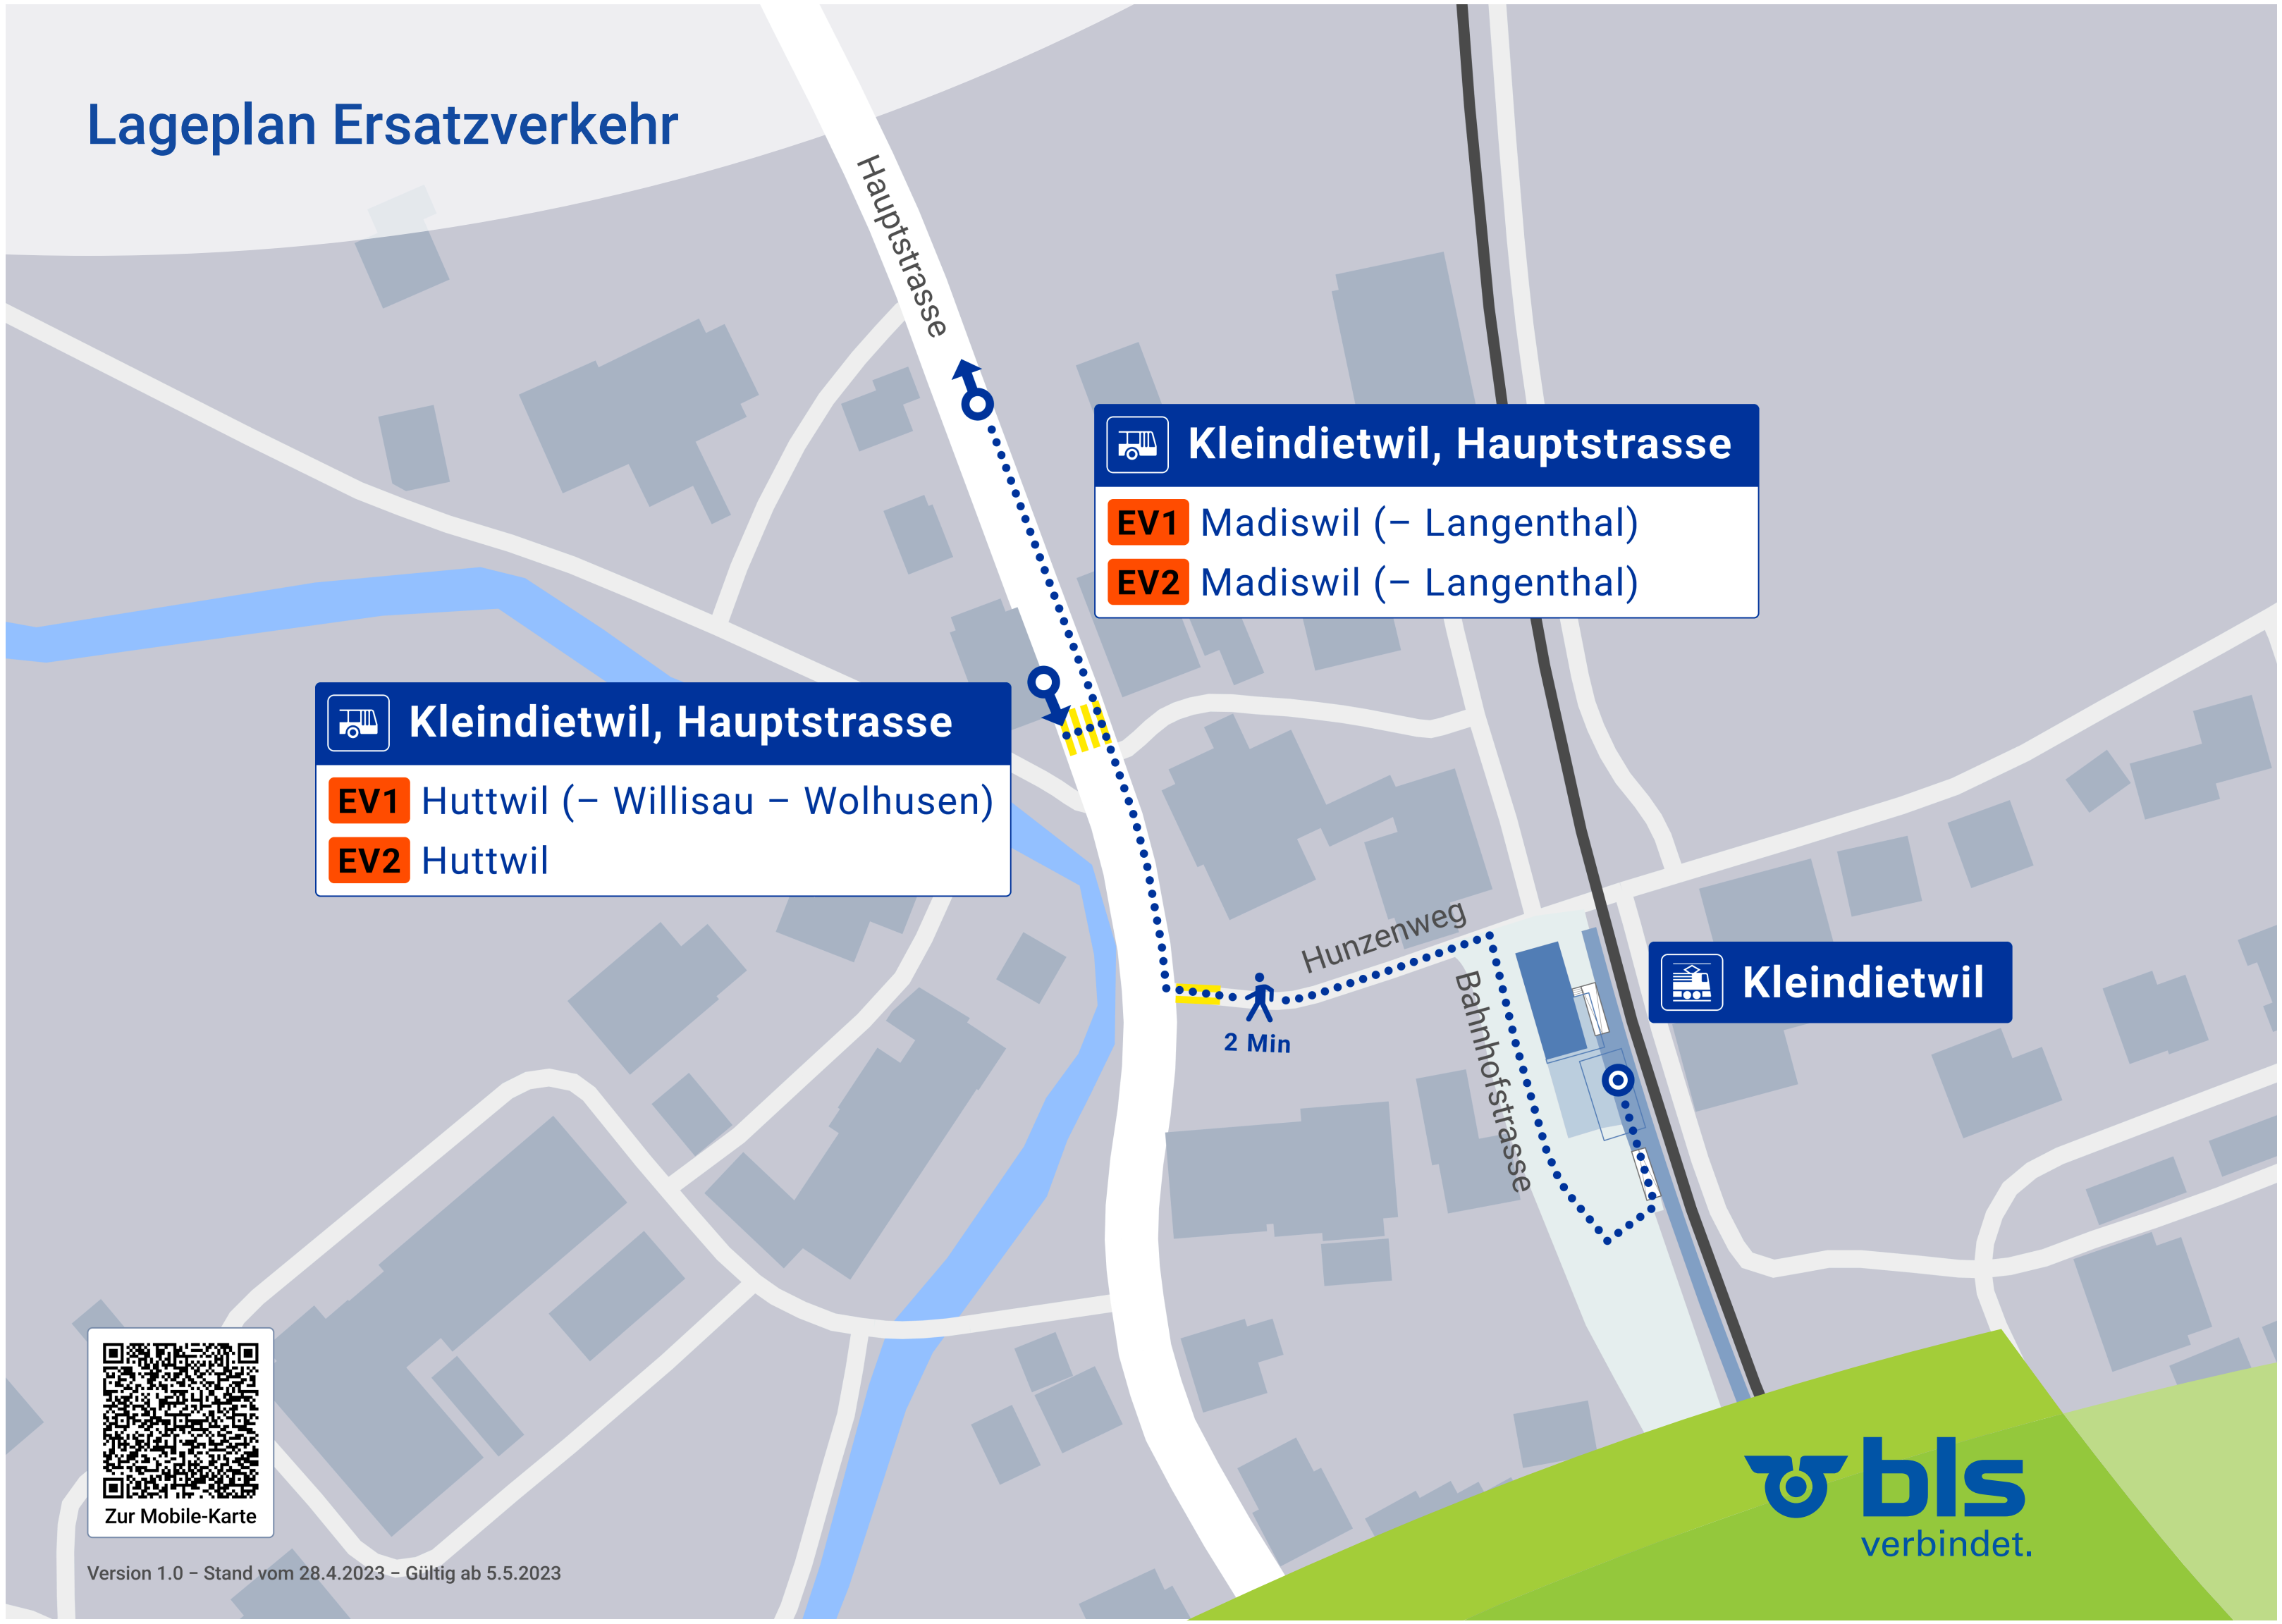 Lageplan Ersatzverkehr
Hauptstrasse
Kleindietwil, Hauptstrasse
EV1 Madiswil (– Langenthal)
EV2 Madiswil (– Langenthal)
Kleindietwil, Hauptstrasse
EV1 Huttwil (– Willisau – Wolhusen)
EV2 Huttwil
Hunzenweg
Bahnhofstrasse
Kleindietwil
2 Min
Zur Mobile-Karte
Version 1.0 – Stand vom 28.4.2023 – Gültig ab 5.5.2023
bls
verbindet.